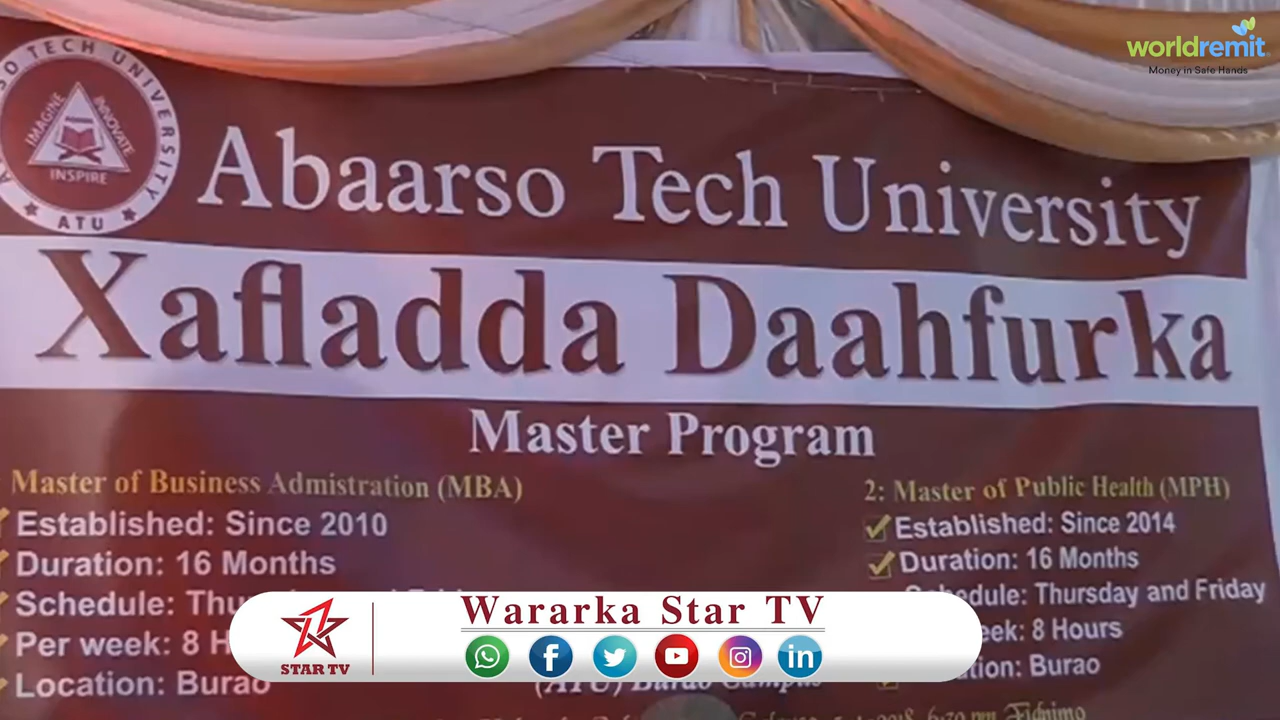 worldremit
Money in Safe Hands
TECH UNIVERSITY
IMAGINE
INNOVATE
INSPIRE
ATU
Abaarso Tech University
Xafladda Daahfurka
Master Program
Master of Business Admistration (MBA)
Established: Since 2010
Duration: 16 Months
Schedule:
Per week: 8
Location: Burao
2: Master of Public Health (MPH)
Established: Since 2014
Duration: 16 Months
Thursday and Friday
8 Hours
Burao
(ATU) Burao Campus
Wararka Star TV
STAR TV